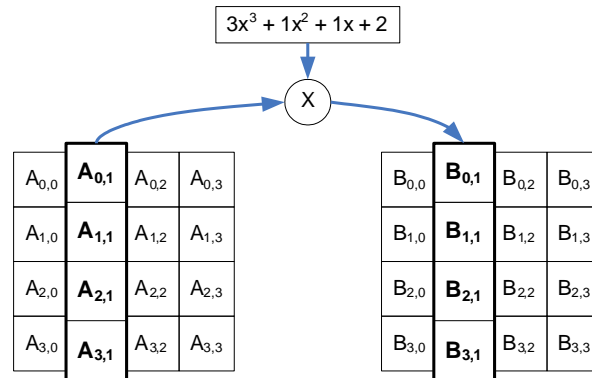 3x³ + 1x² + 1x + 2
X
A₀,₀ A₀,₁ A₀,₂ A₀,₃ B₀,₀ B₀,₁ B₀,₂ B₀,₃
A₁,₀ A₁,₁ A₁,₂ A₁,₃ B₁,₀ B₁,₁ B₁,₂ B₁,₃
A₂,₀ A₂,₁ A₂,₂ A₂,₃ B₂,₀ B₂,₁ B₂,₂ B₂,₃
A₃,₀ A₃,₁ A₃,₂ A₃,₃ B₃,₀ B₃,₁ B₃,₂ B₃,₃